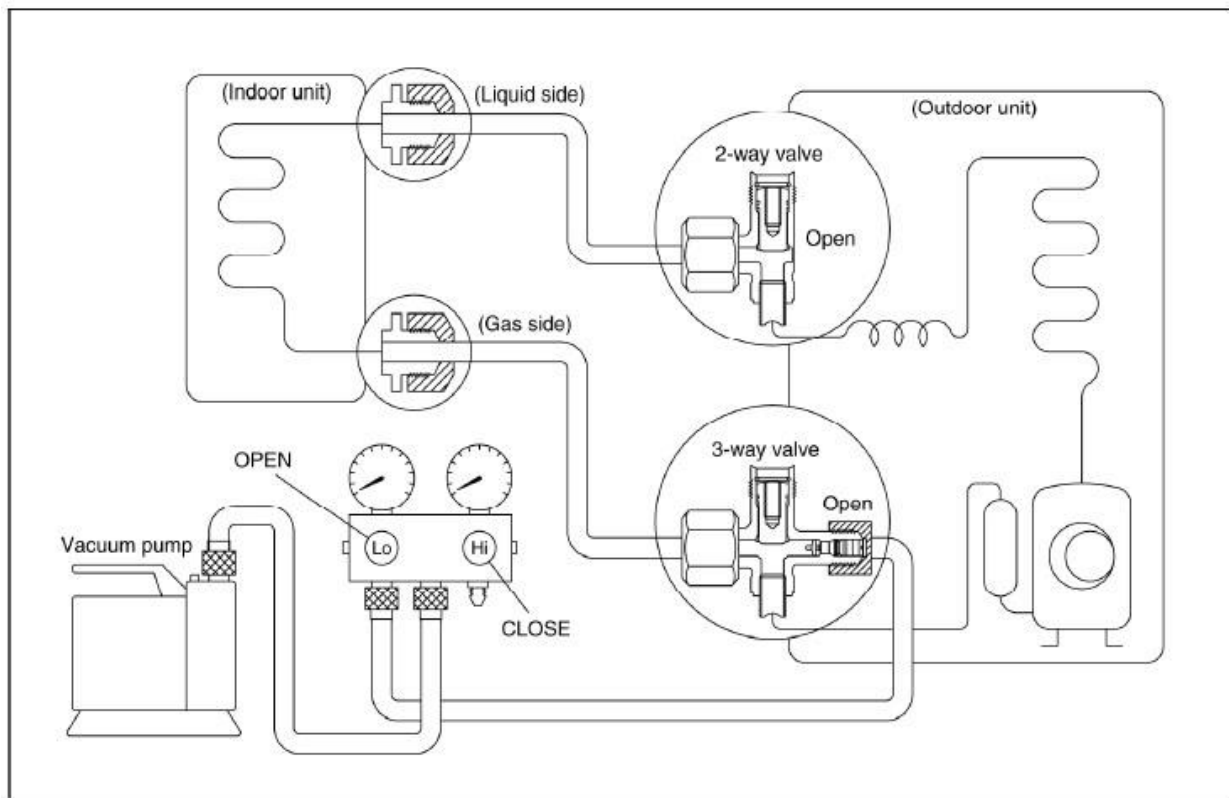 (Indoor unit)
(Liquid side)
(Outdoor unit)
2-way valve
Open
(Gas side)
3-way valve
Open
OPEN
Lo
Hi
Vacuum pump
CLOSE